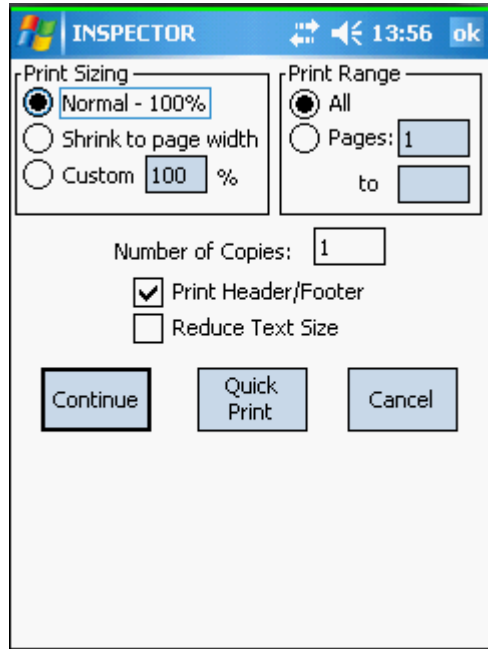 INSPECTOR 13:56 ok
Print Sizing
Normal - 100%
Shrink to page width
Custom 100 %
Print Range
All
Pages: 1
to
Number of Copies: 1
Print Header/Footer
Reduce Text Size
Continue
Quick
Print
Cancel